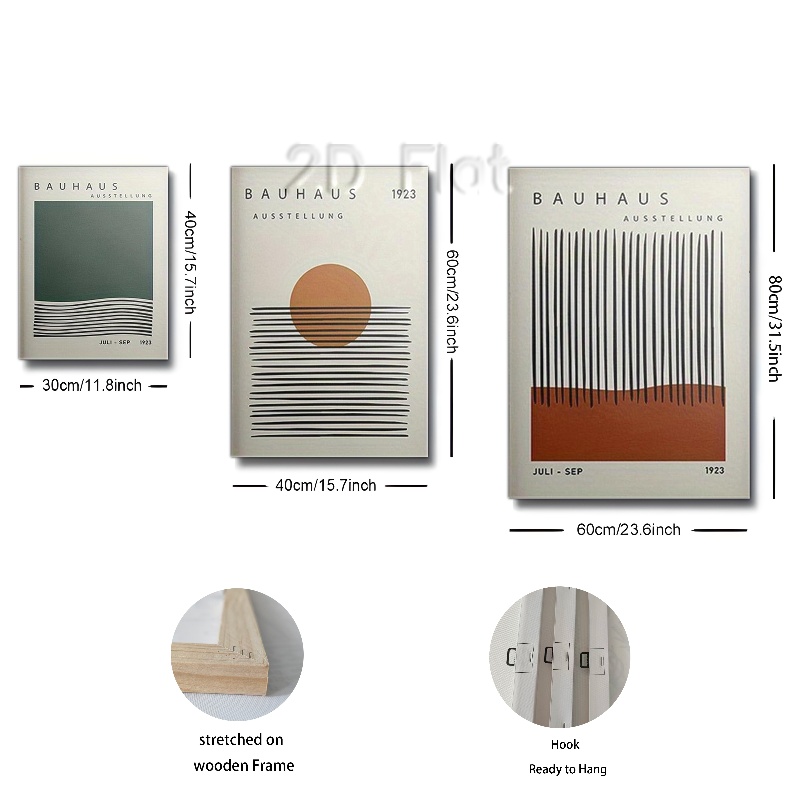 2D Flat
BAUHAUS
AUSSTELLUNG
JULI - SEP 1923
40cm/15.7inch
30cm/11.8inch
BAUHAUS 1923
AUSSTELLUNG
60cm/23.6inch
40cm/15.7inch
BAUHAUS
AUSSTELLUNG
JULI - SEP 1923
80cm/31.5inch
60cm/23.6inch
stretched on
wooden Frame
Hook
Ready to Hang